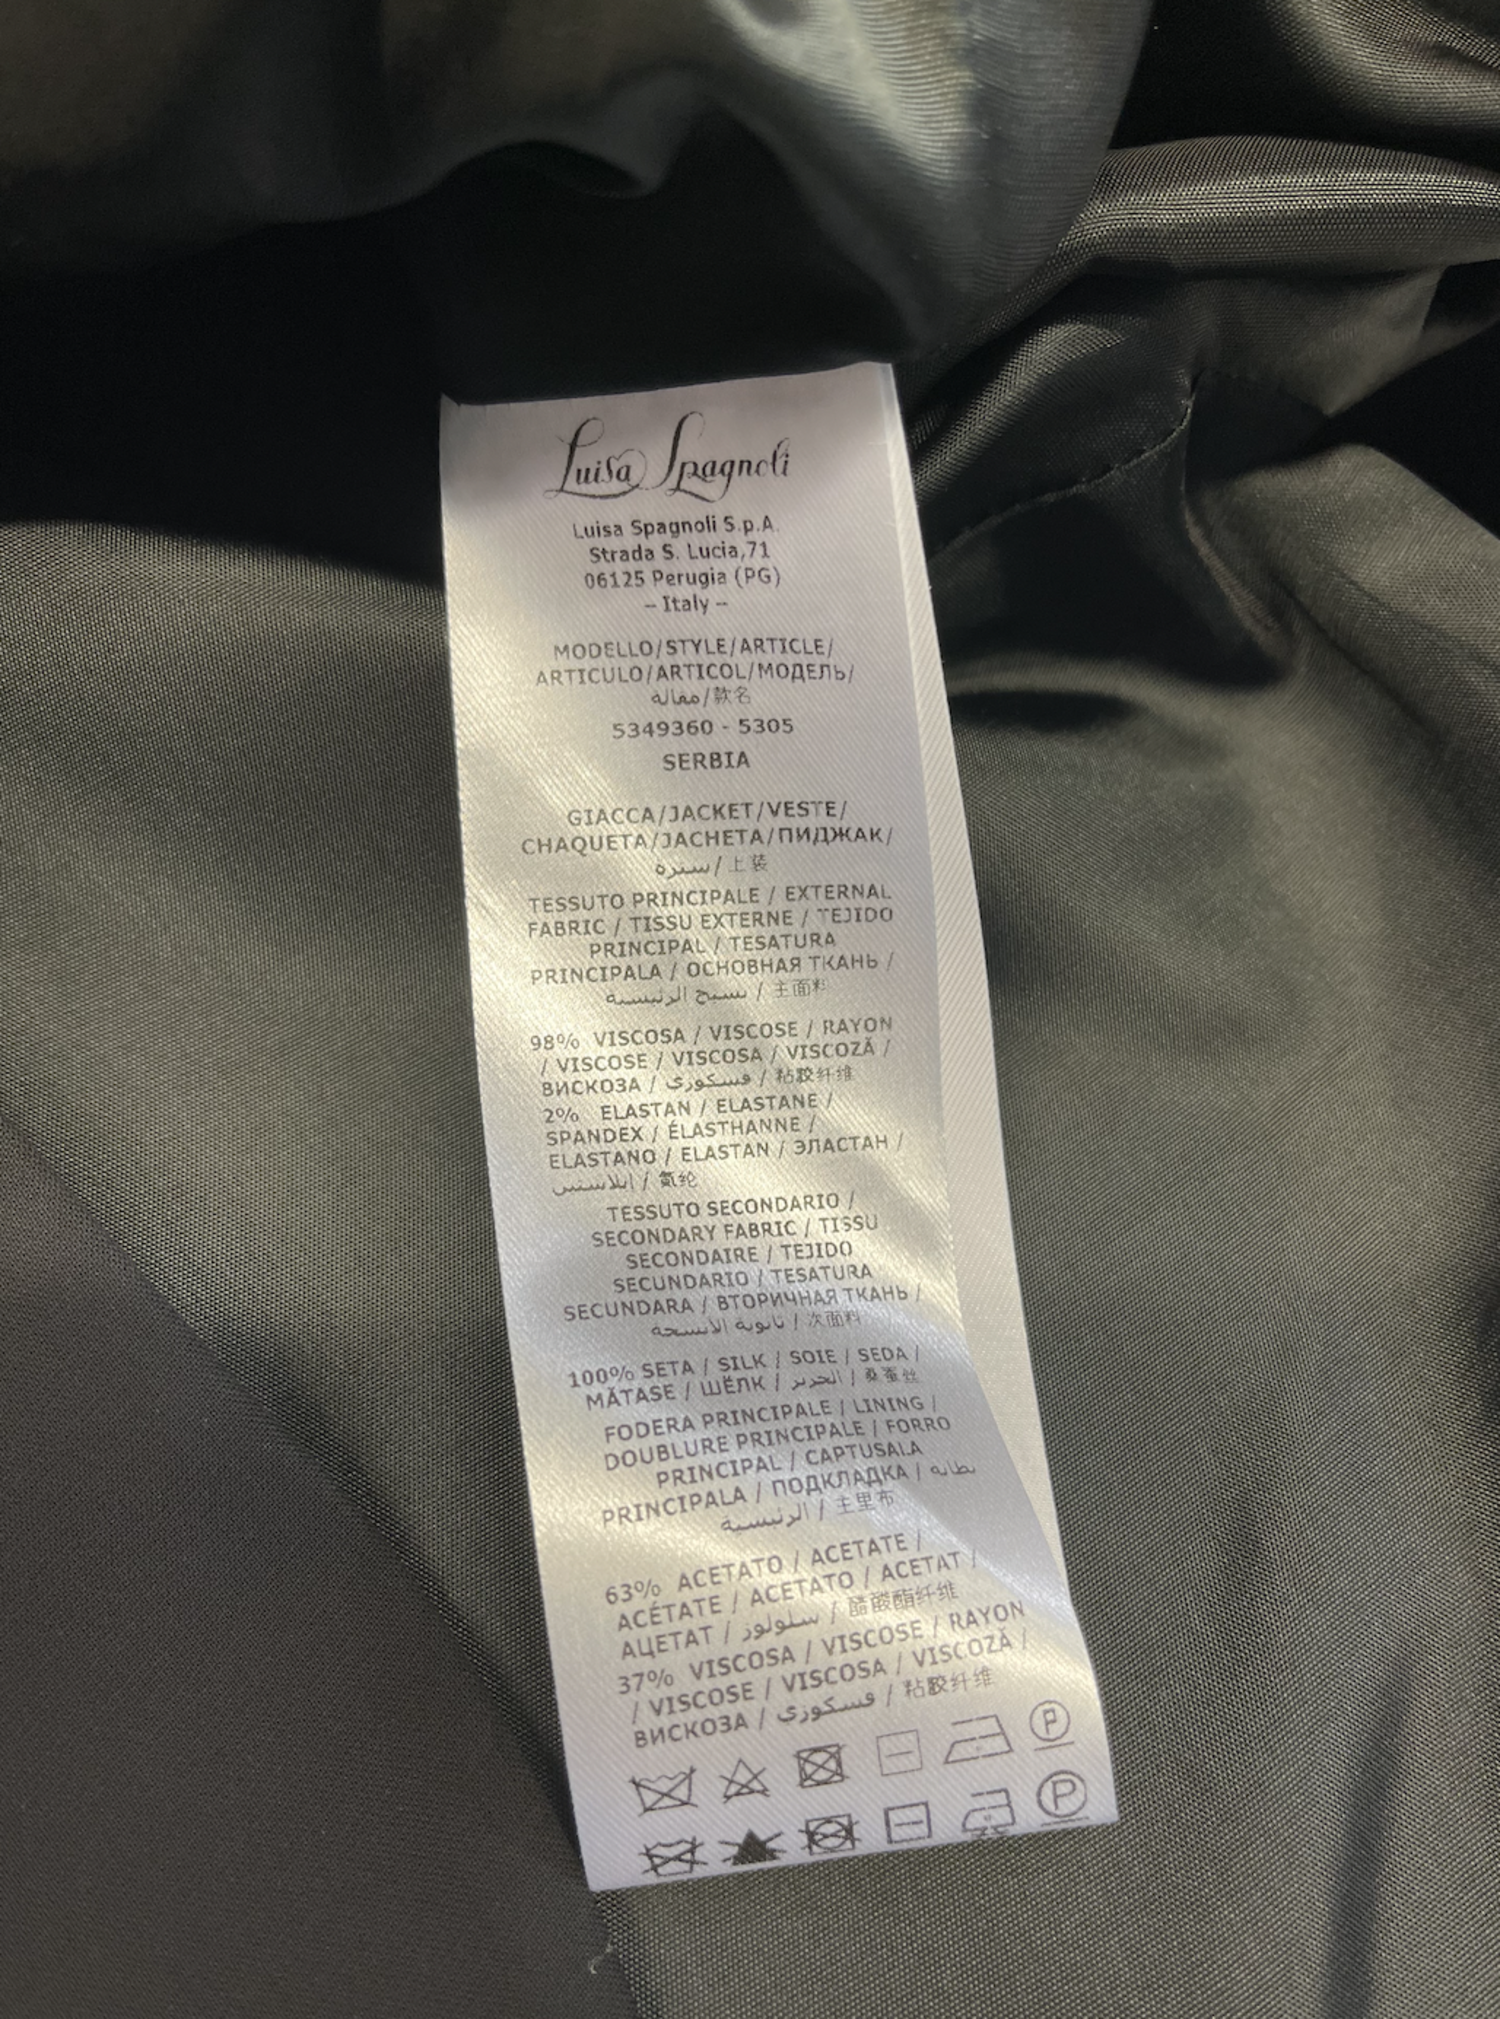 Luisa Spagnoli
Luisa Spagnoli S.p.A.
Strada S. Lucia,71
06125 Perugia (PG)
– Italy –
MODELLO/STYLE/ARTICLE/
ARTICULO/ARTICOL/МОДЕЛЬ/
مقالة/款名
5349360 - 5305
SERBIA
GIACCA/JACKET/VESTE/
CHAQUETA/JACHETA/ПИДЖАК/
سترة/上装
TESSUTO PRINCIPALE / EXTERNAL
FABRIC / TISSU EXTERNE / TEJIDO
PRINCIPAL / TESATURA
PRINCIPALA / ОСНОВНАЯ ТКАНЬ /
نسيج الرئيسية / 主面料
98% VISCOSA / VISCOSE / RAYON
/ VISCOSE / VISCOSA / VISCOZĂ /
ВИСКОЗА / فسكوزي / 粘胶纤维
2% ELASTAN / ELASTANE /
SPANDEX / ÉLASTHANNE /
ELASTANO / ELASTAN / ЭЛАСТАН /
إيلاستس / 氨纶
TESSUTO SECONDARIO /
SECONDARY FABRIC / TISSU
SECONDAIRE / TEJIDO
SECUNDARIO / TESATURA
SECUNDARA / ВТОРИЧНАЯ ТКАНЬ /
ثانوية الانسجة / 次面料
100% SETA / SILK / SOIE / SEDA /
MĂTASE / ШЁЛК / الحرير / 桑蚕丝
FODERA PRINCIPALE / LINING /
DOUBLURE PRINCIPALE / FORRO
PRINCIPAL / CAPTUSALA
PRINCIPALA / ПОДКЛАДКА / بطانة
الرئيسية / 主里布
63% ACETATO / ACETATE /
ACÉTATE / ACETATO / ACETAT /
АЦЕТАТ / سلولوز / 醋酸酯纤维
37% VISCOSA / VISCOSE / RAYON
/ VISCOSE / VISCOSA / VISCOZĂ /
ВИСКОЗА / فسكوزي / 粘胶纤维
P
P